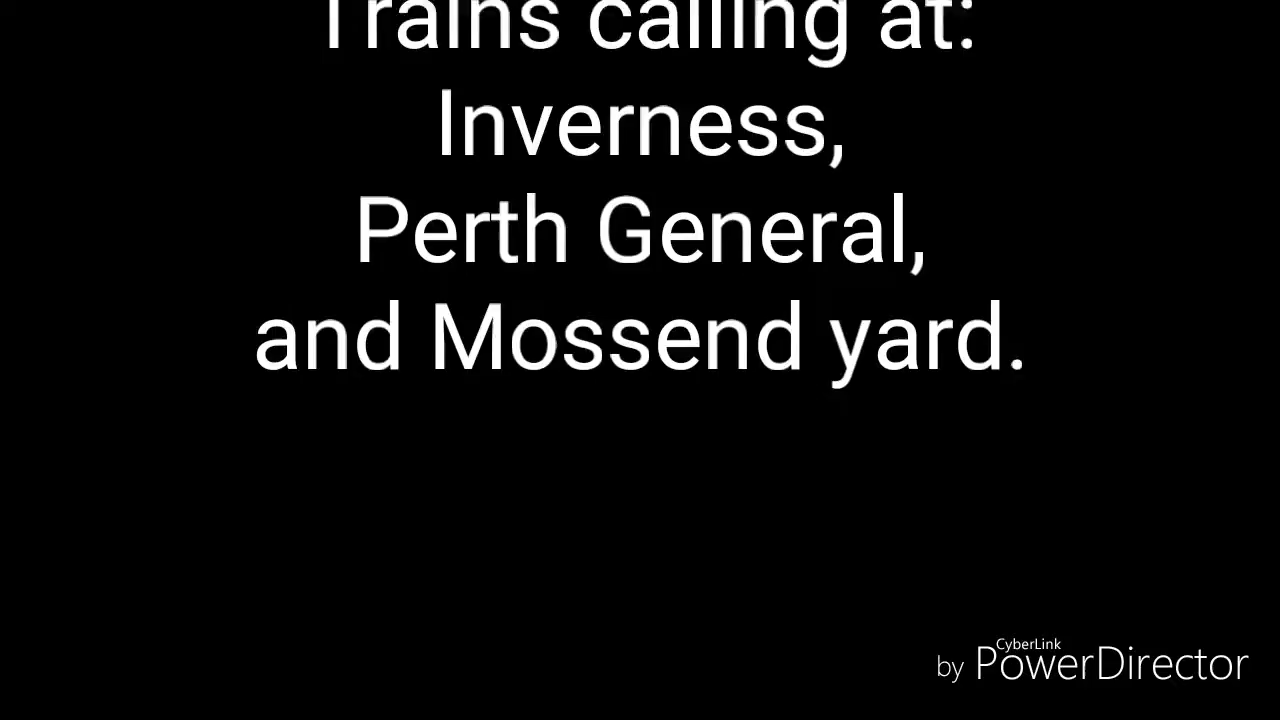 Trains calling at:
Inverness,
Perth General,
and Mossend yard.
CyberLink
by PowerDirector